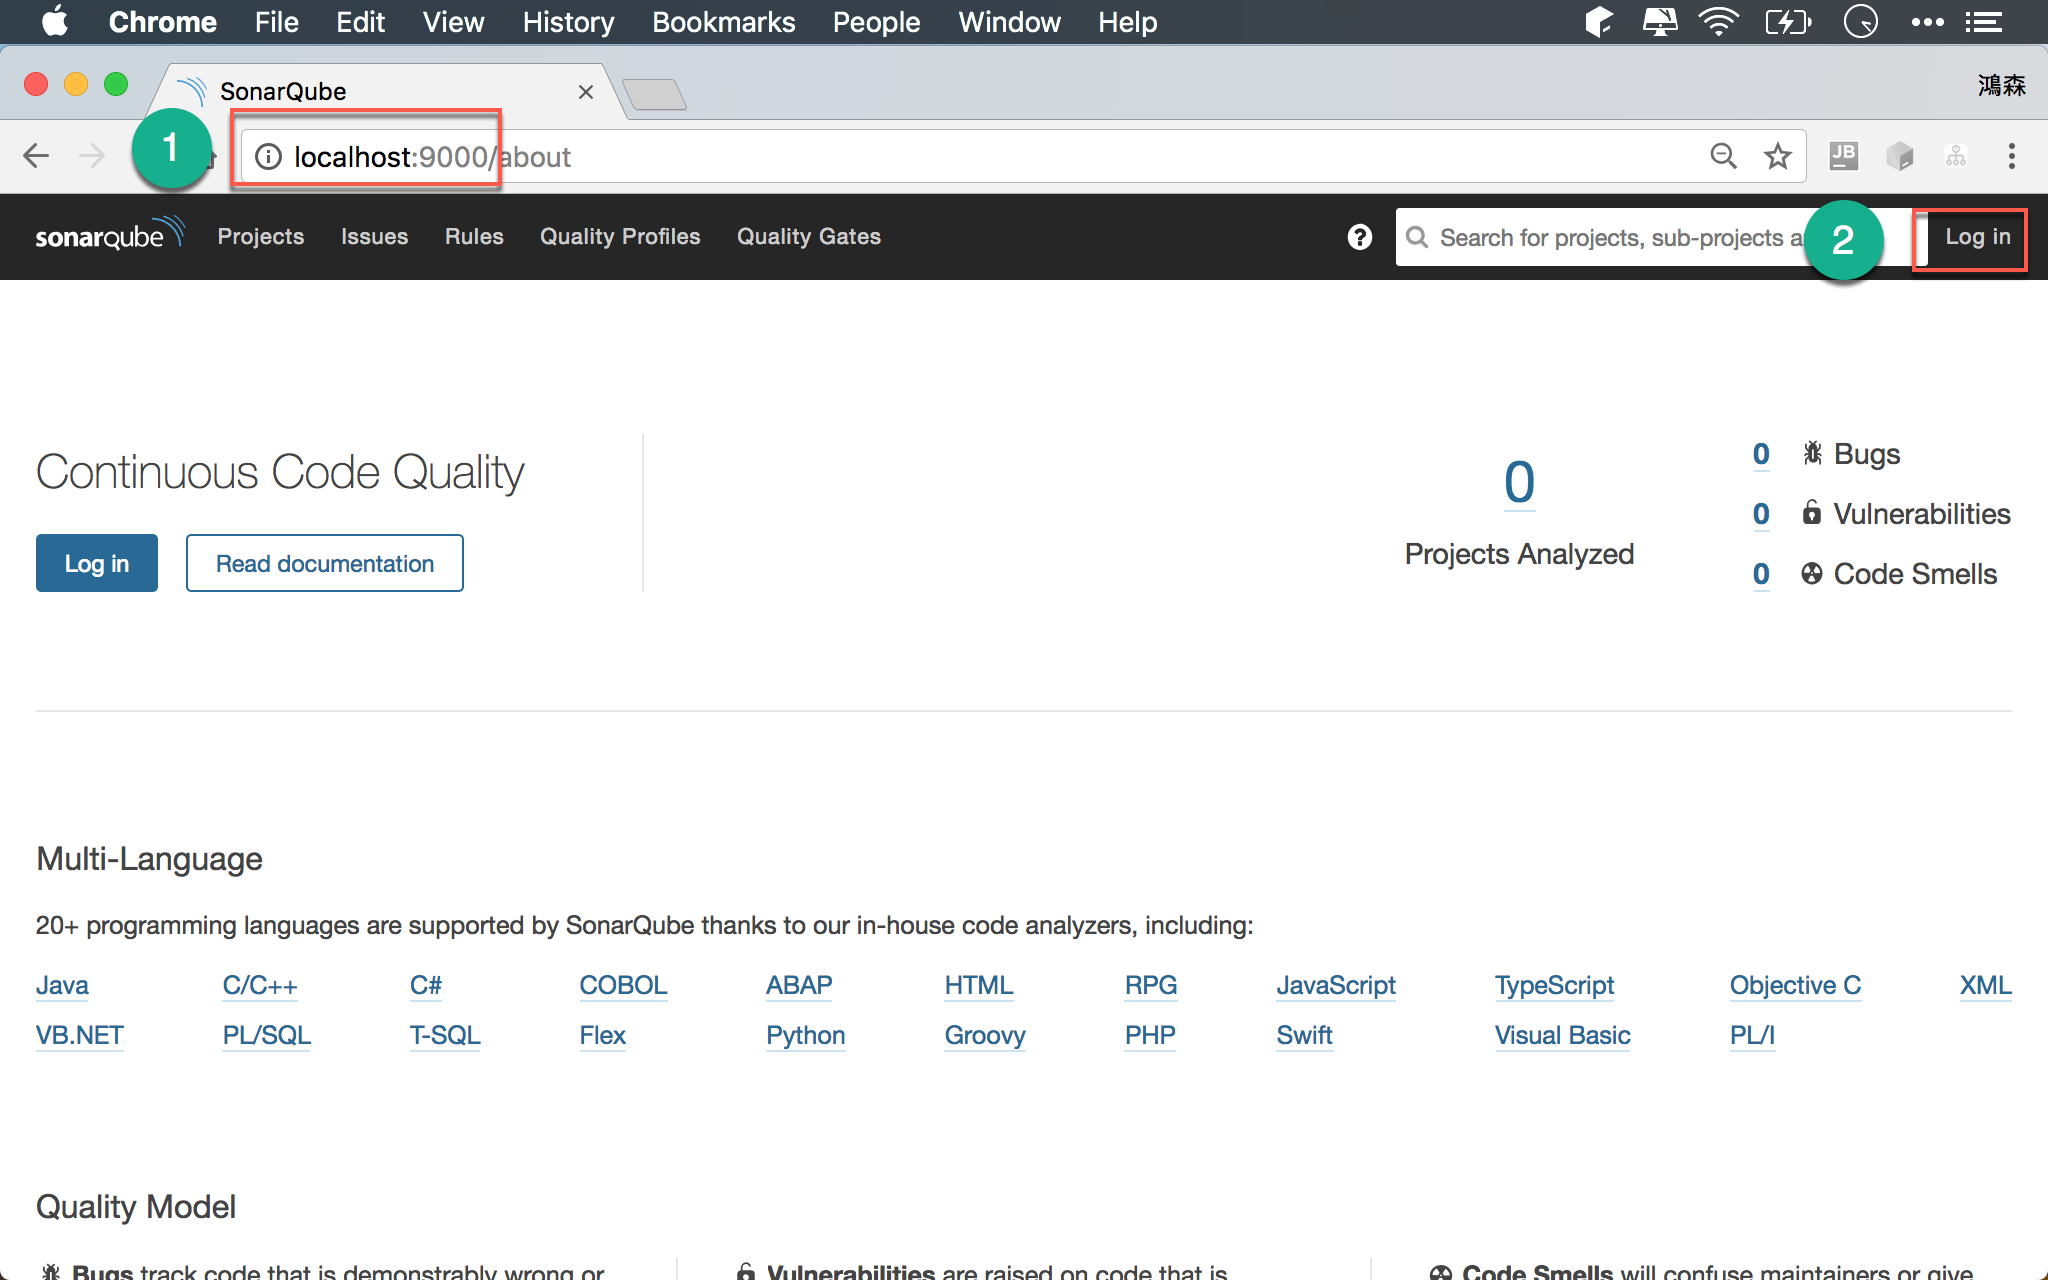 Chrome File Edit View History Bookmarks People Window Help
SonarQube
鴻森
1
localhost:9000/about
JB
sonarqube Projects Issues Rules Quality Profiles Quality Gates
? Search for projects, sub-projects a
2
Log in
Continuous Code Quality
Log in Read documentation
0
Projects Analyzed
0 Bugs
0 Vulnerabilities
0 Code Smells
Multi-Language
20+ programming languages are supported by SonarQube thanks to our in-house code analyzers, including:
Java C/C++ C# COBOL ABAP HTML RPG JavaScript TypeScript Objective C XML
VB.NET PL/SQL T-SQL Flex Python Groovy PHP Swift Visual Basic PL/I
Quality Model
Bugs track code that is demonstrably wrong or
Vulnerabilities are raised on code that is
Code Smells will confuse maintainers or give